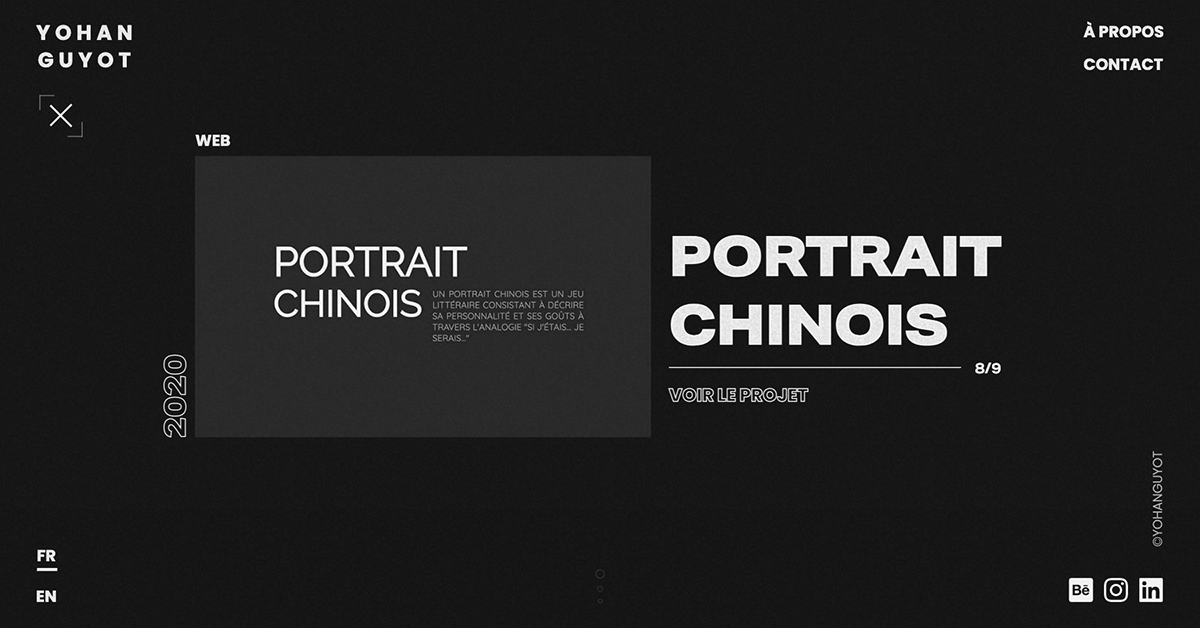 YOHAN
GUYOT
À PROPOS
CONTACT
WEB
PORTRAIT
CHINOIS
UN PORTRAIT CHINOIS EST UN JEU
LITTÉRAIRE CONSISTANT À DÉCRIRE
SA PERSONNALITÉ ET SES GOÛTS À
TRAVERS L'ANALOGIE "SI J'ÉTAIS... JE
SERAIS..."
2020
PORTRAIT
CHINOIS
8/9
VOIR LE PROJET
©YOHANGUYOT
FR
EN
Bē
in